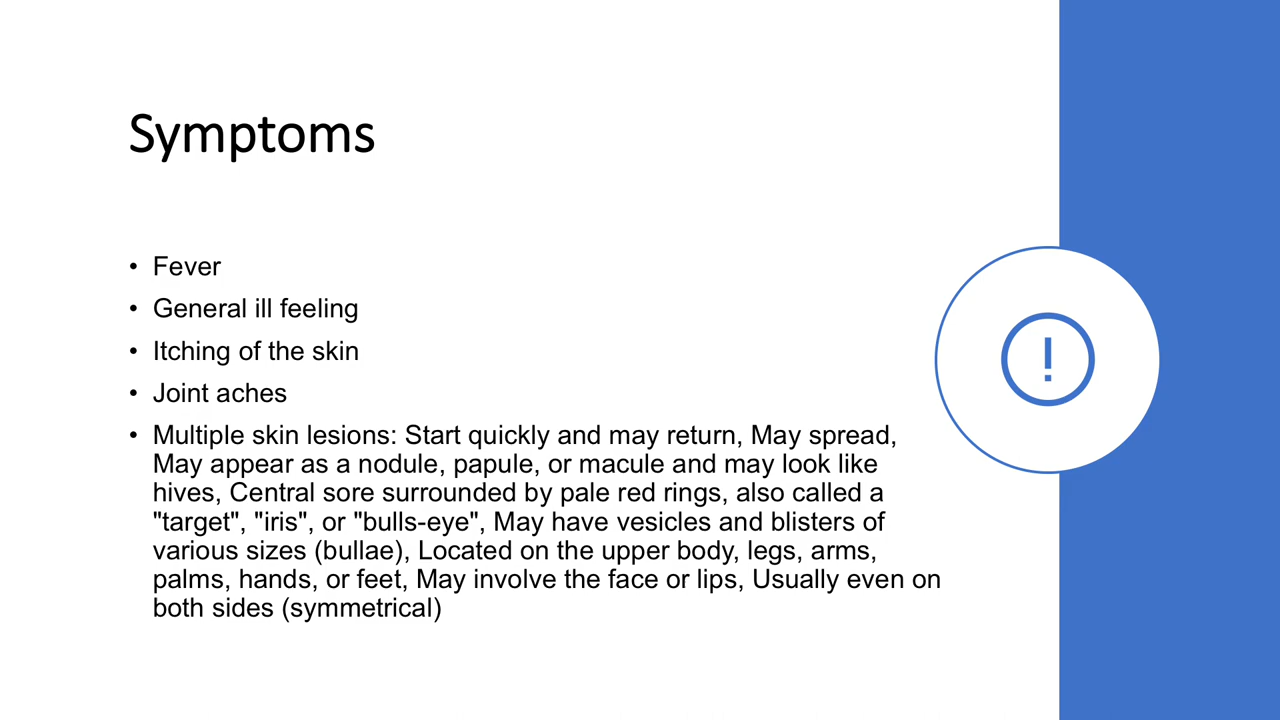 Symptoms
• Fever
• General ill feeling
• Itching of the skin
• Joint aches
• Multiple skin lesions: Start quickly and may return, May spread,
May appear as a nodule, papule, or macule and may look like
hives, Central sore surrounded by pale red rings, also called a
"target", "iris", or "bulls-eye", May have vesicles and blisters of
various sizes (bullae), Located on the upper body, legs, arms,
palms, hands, or feet, May involve the face or lips, Usually even on
both sides (symmetrical)
!